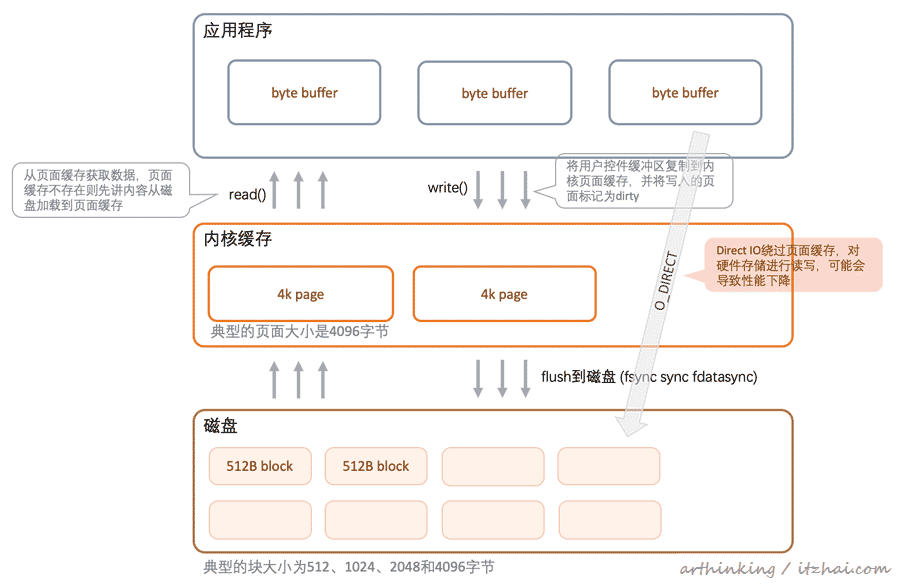 应用程序
byte buffer
byte buffer
byte buffer
从页面缓存获取数据，页面
缓存不存在则先讲内容从磁
盘加载到页面缓存
read()
write()
将用户控件缓冲区复制到内
核页面缓存，并将写入的页
面标记为dirty
内核缓存
4k page
4k page
典型的页面大小是4096字节
O_DIRECT
Direct IO绕过页面缓存，对
硬件存储进行读写，可能会
导致性能下降
flush到磁盘 (fsync sync fdatasync)
磁盘
512B block
512B block
典型的块大小为512、1024、2048和4096字节
arthinking / itzhai.com